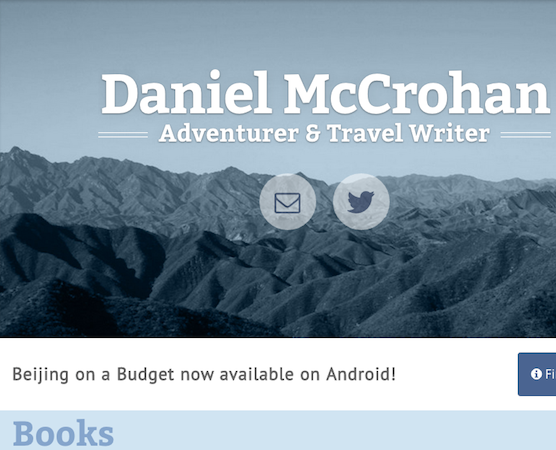 Daniel McCrohan
Adventurer & Travel Writer
Beijing on a Budget now available on Android!
Fi
Books